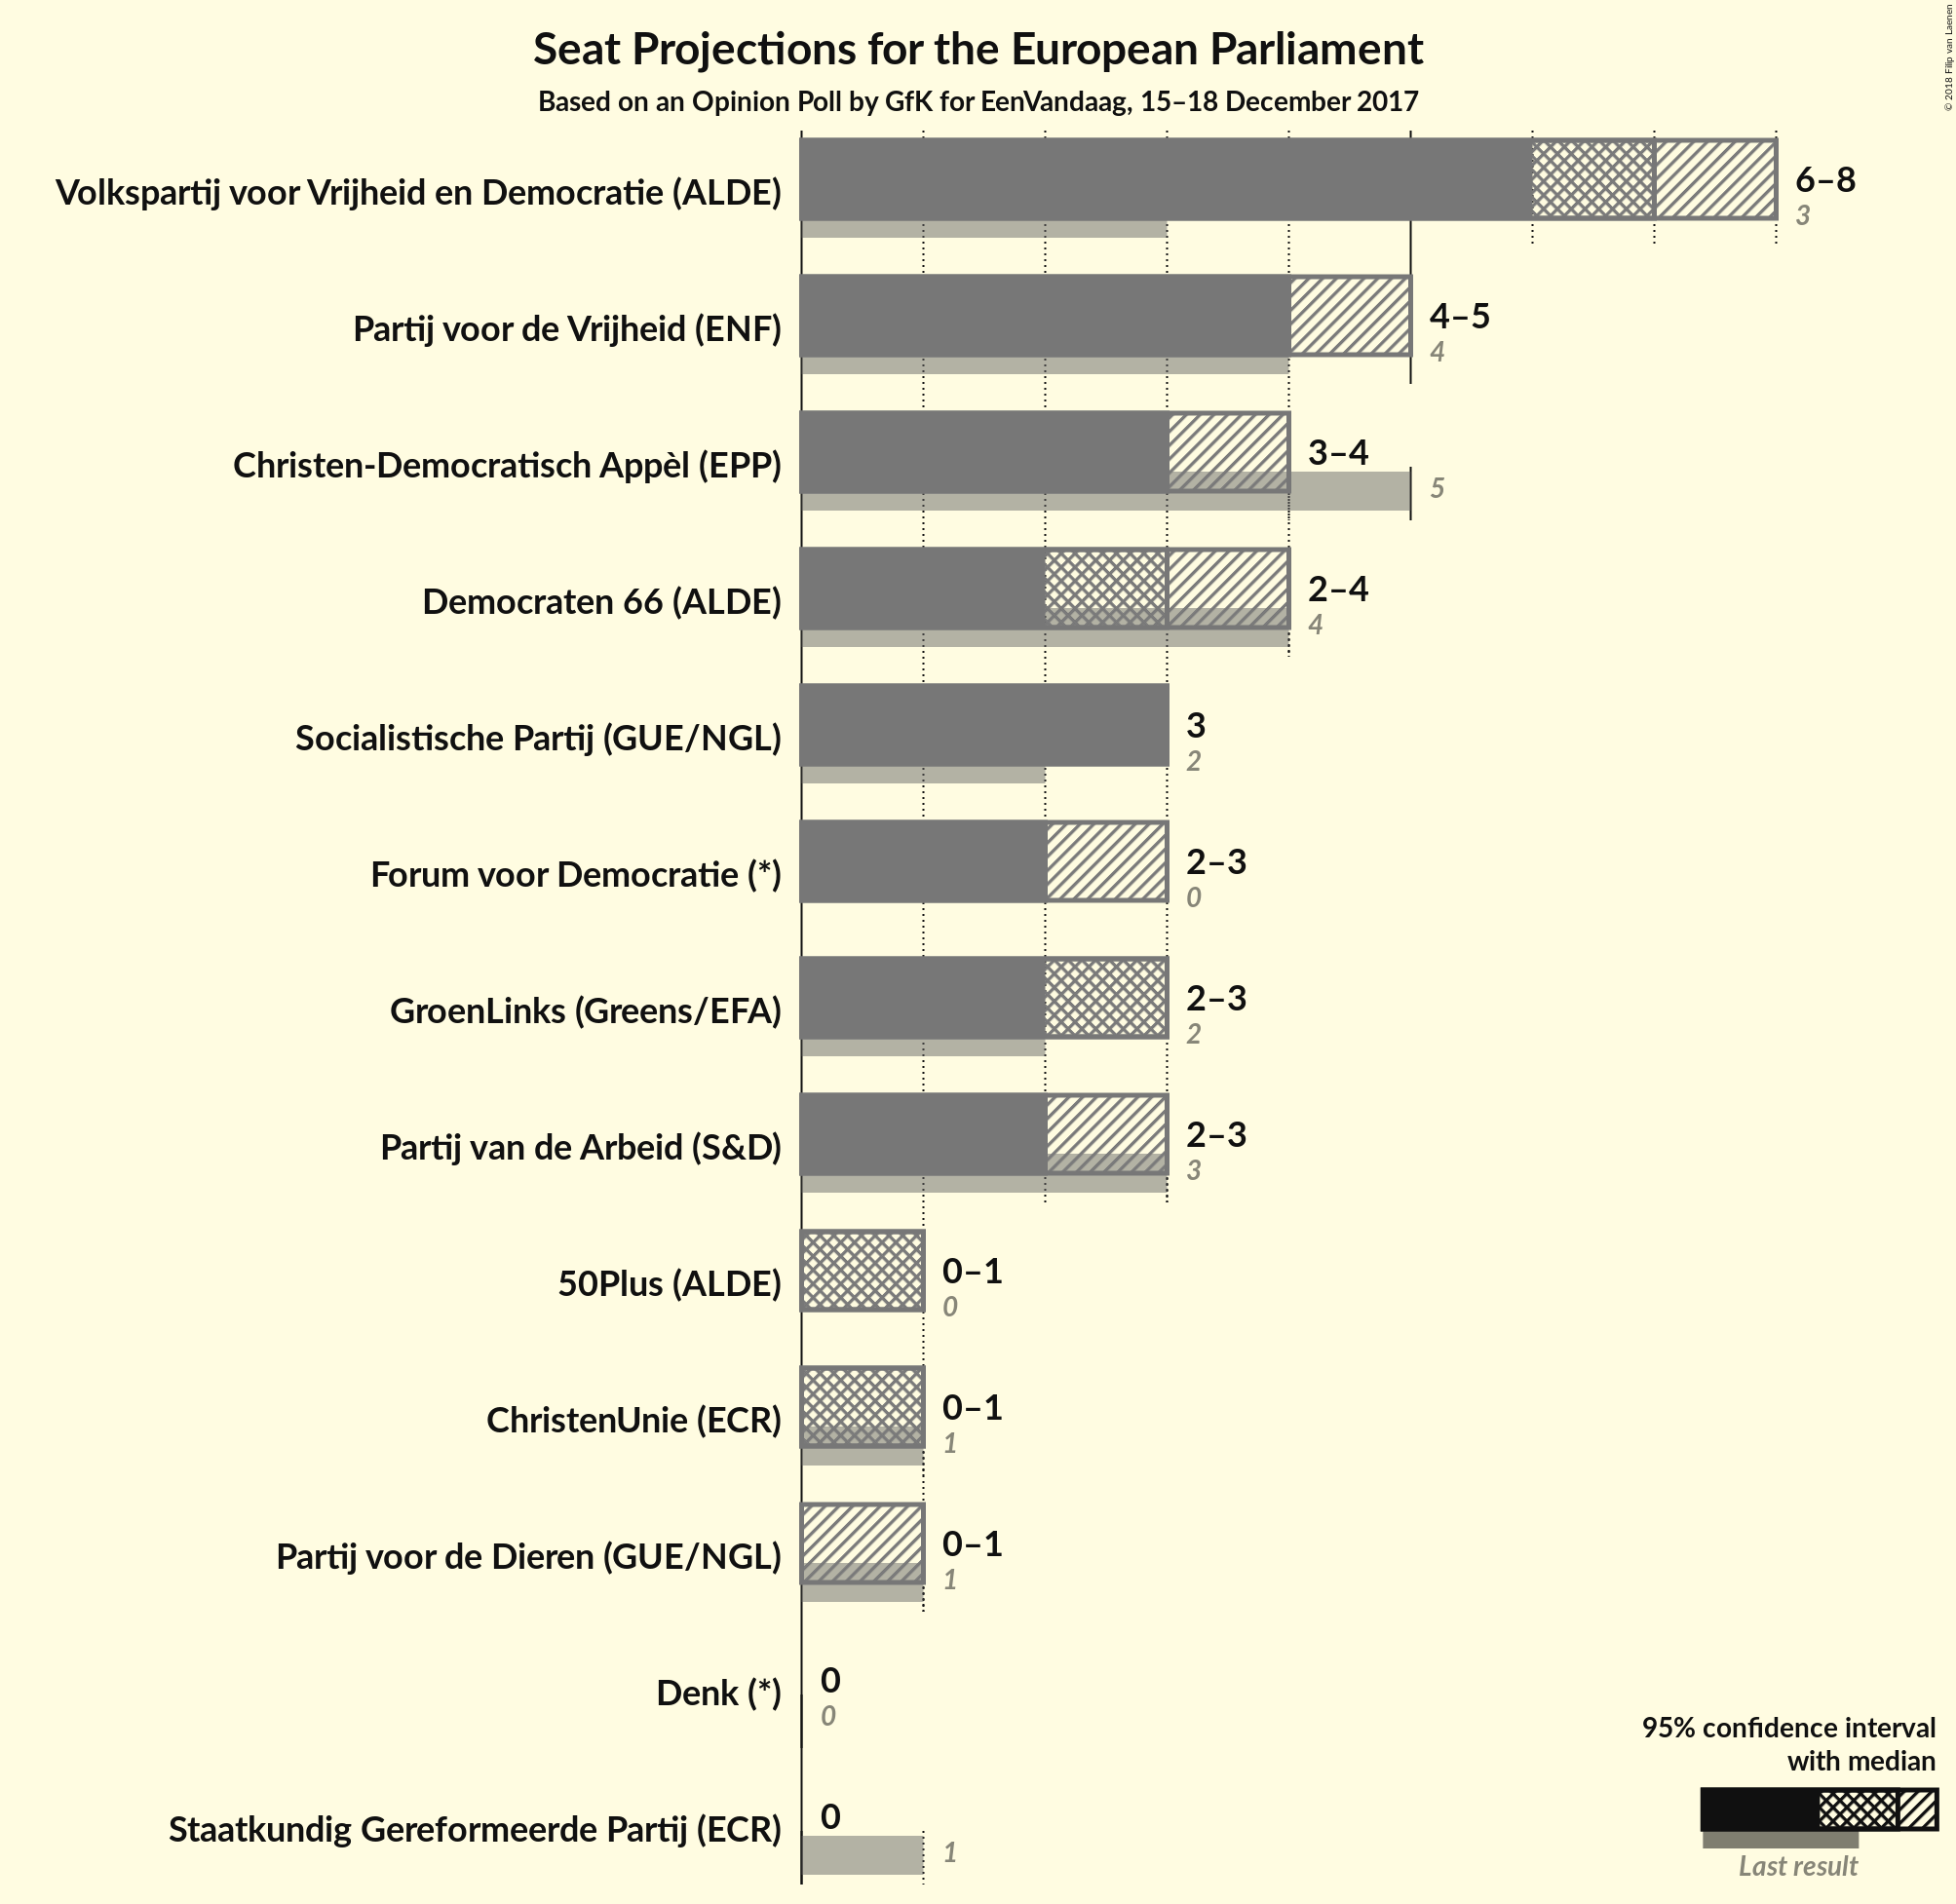 Seat Projections for the European Parliament
Based on an Opinion Poll by GfK for EenVandaag, 15–18 December 2017
© 2018 Filip van Laenen
Volkspartij voor Vrijheid en Democratie (ALDE)
6–8
3
Partij voor de Vrijheid (ENF)
4–5
4
Christen-Democratisch Appèl (EPP)
3–4
5
Democraten 66 (ALDE)
2–4
4
Socialistische Partij (GUE/NGL)
3
2
Forum voor Democratie (*)
2–3
0
GroenLinks (Greens/EFA)
2–3
2
Partij van de Arbeid (S&D)
2–3
3
50Plus (ALDE)
0–1
0
ChristenUnie (ECR)
0–1
1
Partij voor de Dieren (GUE/NGL)
0–1
1
Denk (*)
0
0
Staatkundig Gereformeerde Partij (ECR)
0
1
95% confidence interval
with median
Last result